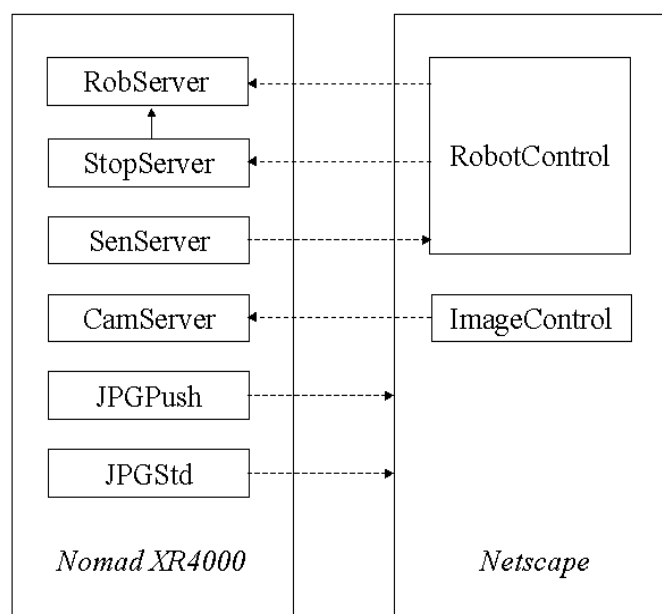 RobServer
StopServer
SenServer
CamServer
JPGPush
JPGStd
Nomad XR4000
RobotControl
ImageControl
Netscape